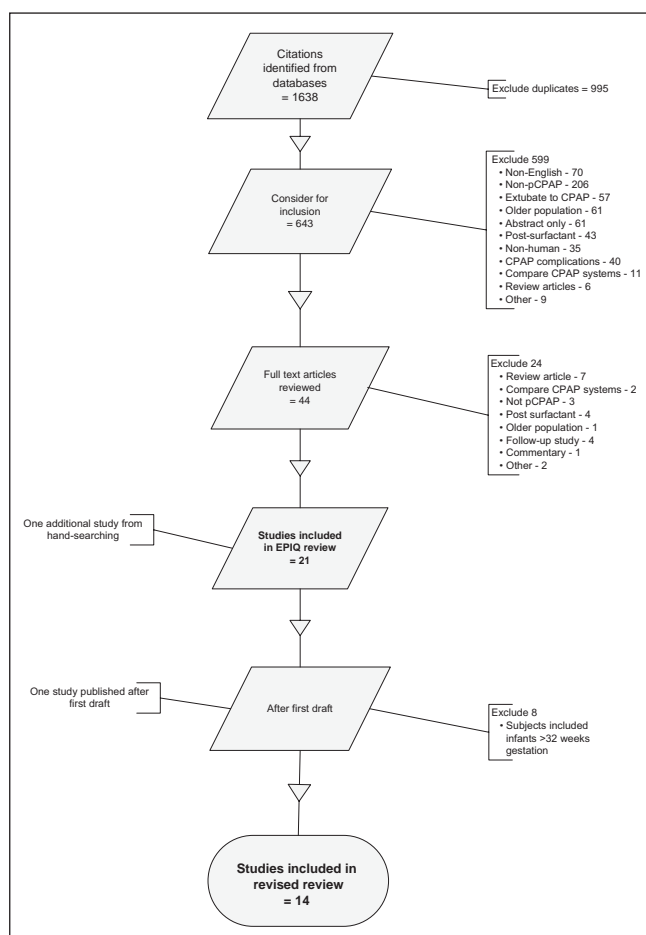 Citations
identified from
databases
= 1638
Exclude duplicates = 995
Consider for
inclusion
= 643
Exclude 599
• Non-English - 70
• Non-pCPAP - 206
• Extubate to CPAP - 57
• Older population - 61
• Abstract only - 61
• Post-surfactant - 43
• Non-human - 35
• CPAP complications - 40
• Compare CPAP systems - 11
• Review articles - 6
• Other - 9
Full text articles
reviewed
= 44
Exclude 24
• Review article - 7
• Compare CPAP systems - 2
• Not pCPAP - 3
• Post surfactant - 4
• Older population - 1
• Follow-up study - 4
• Commentary - 1
• Other - 2
One additional study from
hand-searching
Studies included
in EPIQ review
= 21
One study published after
first draft
After first draft
Exclude 8
• Subjects included
infants >32 weeks
gestation
Studies included in
revised review
= 14